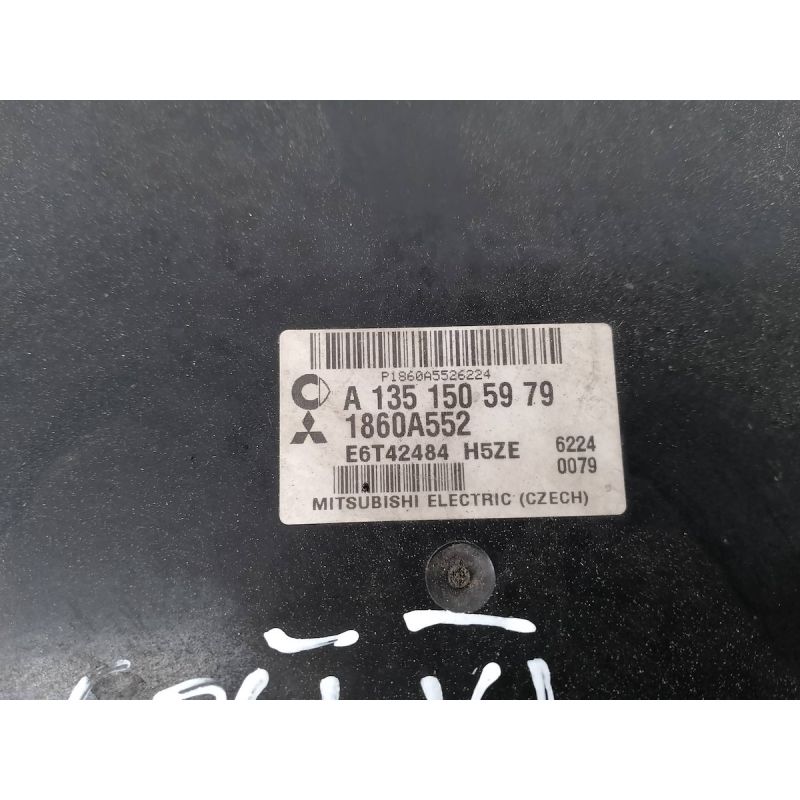 P1860A5526224
A 135 150 59 79
1860A552
E6T42484 H5ZE 6224
0079
MITSUBISHI ELECTRIC (CZECH)